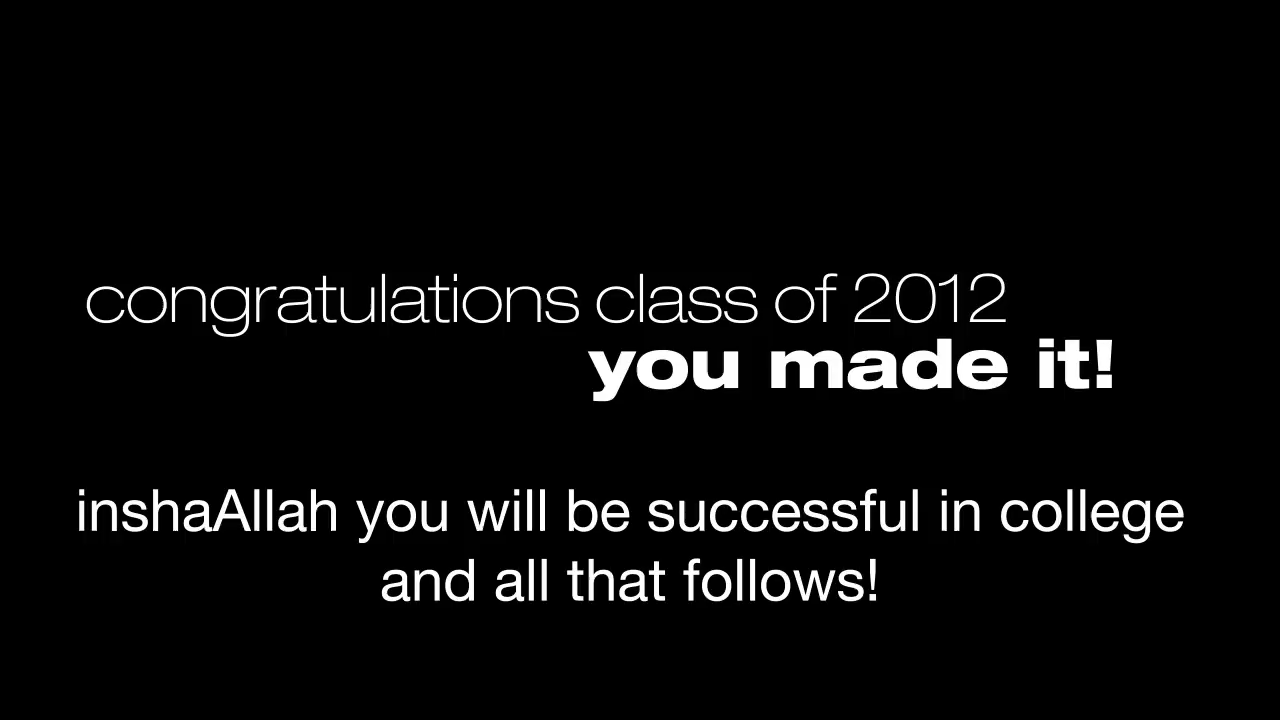 congratulations class of 2012
you made it!
inshaAllah you will be successful in college
and all that follows!